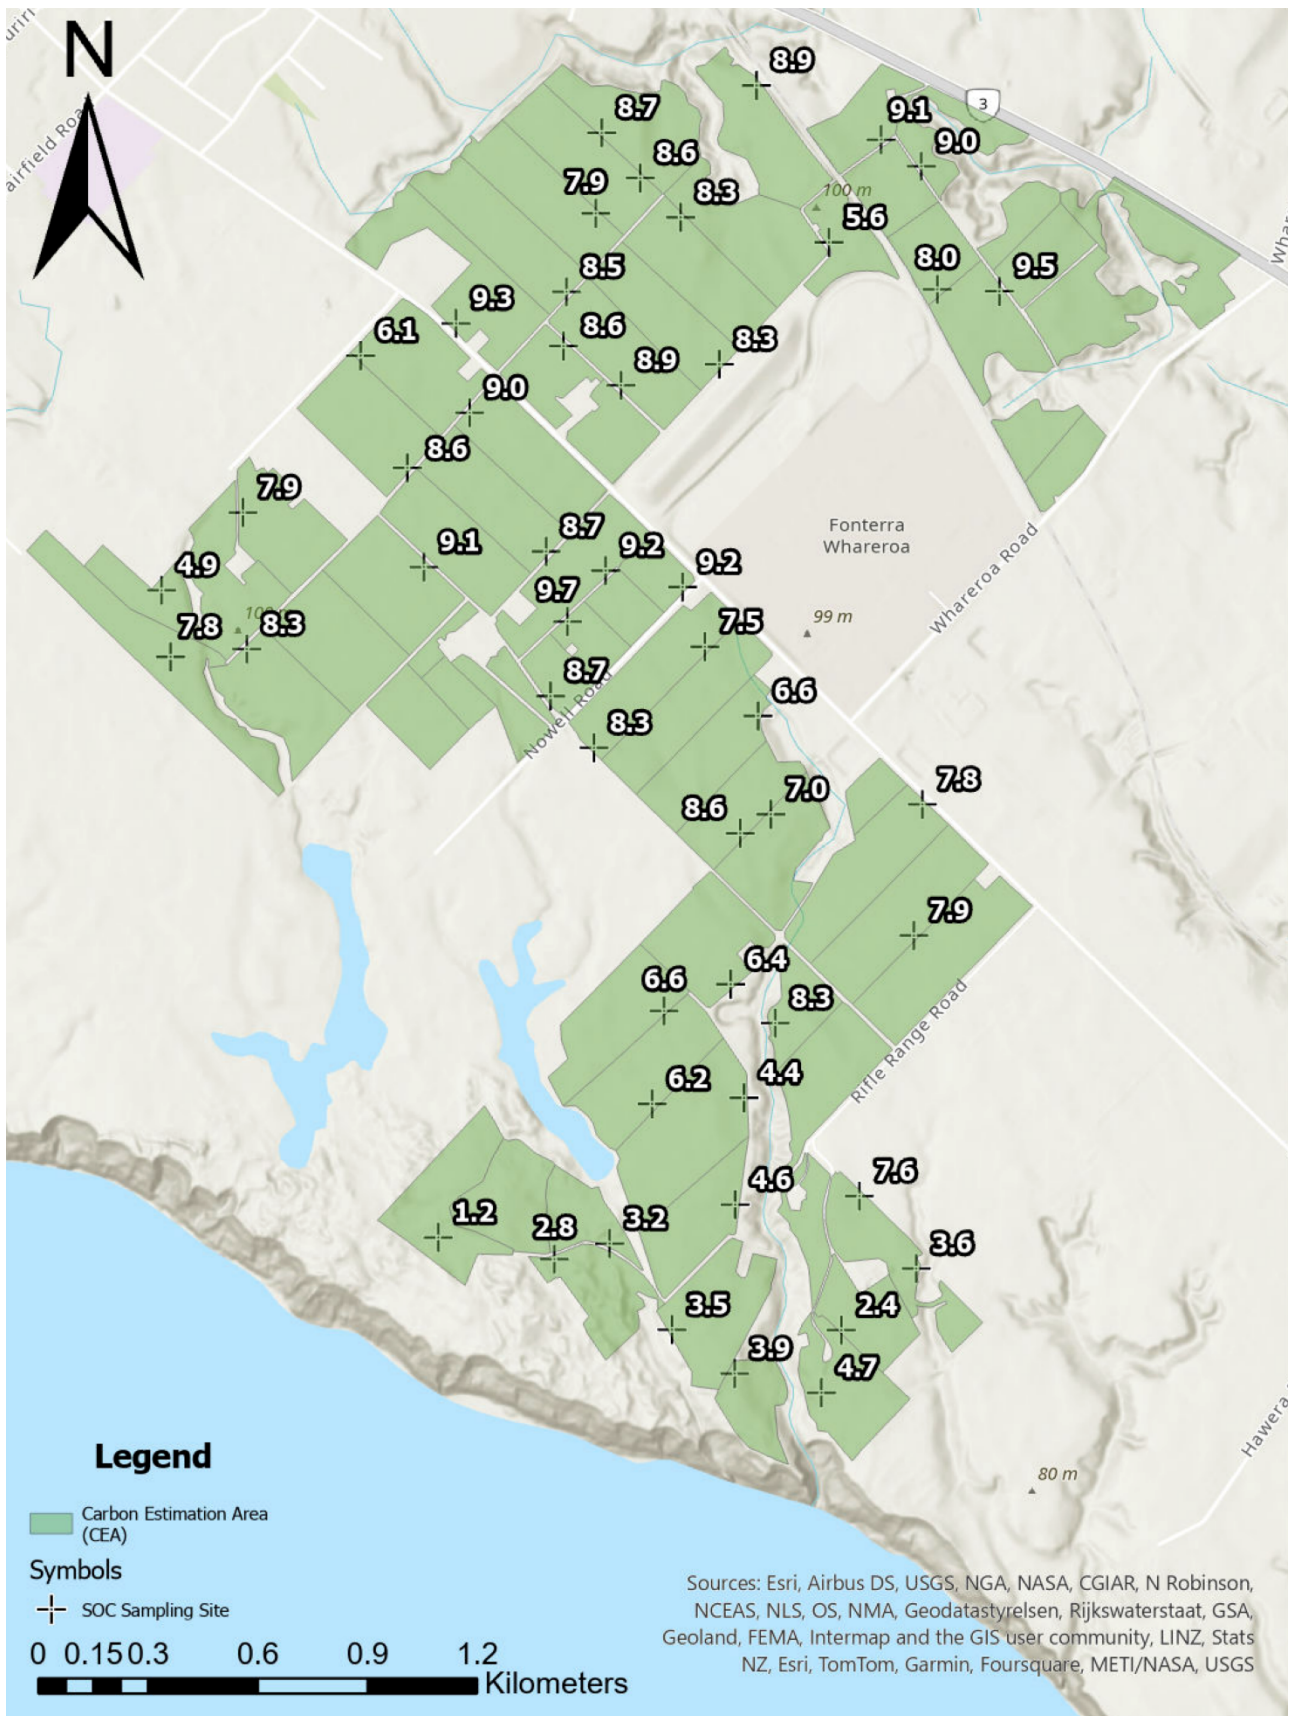 N
uriri
airfield Roa
8.9
8.7
9.1
3
9.0
8.6
7.9
8.3
100 m
5.6
Whar
8.5
8.0
9.5
9.3
8.6
6.1
8.3
8.9
9.0
8.6
7.9
Fonterra
Whareroa
8.7
9.1
9.2
Whareroa Road
4.9
9.2
9.7
100 m
99 m
7.8
8.3
7.5
8.7
6.6
Nowell Road
8.3
7.8
7.0
8.6
7.9
6.4
6.6
8.3
Rifle Range Road
4.4
6.2
7.6
4.6
1.2
3.2
2.8
3.6
3.5
2.4
3.9
4.7
Hawera
80 m
Legend
Carbon Estimation Area
(CEA)
Symbols
SOC Sampling Site
0 0.15 0.3 0.6 0.9 1.2
Kilometers
Sources: Esri, Airbus DS, USGS, NGA, NASA, CGIAR, N Robinson,
NCEAS, NLS, OS, NMA, Geodatastyrelsen, Rijkswaterstaat, GSA,
Geoland, FEMA, Intermap and the GIS user community, LINZ, Stats
NZ, Esri, TomTom, Garmin, Foursquare, METI/NASA, USGS